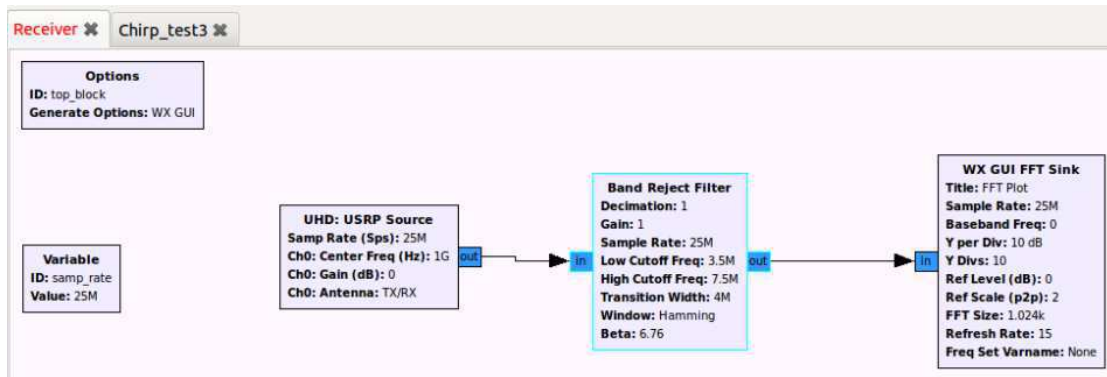 Receiver ✖ Chirp_test3 ✖
Options
ID: top_block
Generate Options: WX GUI
Variable
ID: samp_rate
Value: 25M
UHD: USRP Source
Samp Rate (Sps): 25M
Ch0: Center Freq (Hz): 1G
Ch0: Gain (dB): 0
Ch0: Antenna: TX/RX
out
in
Band Reject Filter
Decimation: 1
Gain: 1
Sample Rate: 25M
Low Cutoff Freq: 3.5M
High Cutoff Freq: 7.5M
Transition Width: 4M
Window: Hamming
Beta: 6.76
out
in
WX GUI FFT Sink
Title: FFT Plot
Sample Rate: 25M
Baseband Freq: 0
Y per Div: 10 dB
Y Divs: 10
Ref Level (dB): 0
Ref Scale (p2p): 2
FFT Size: 1.024k
Refresh Rate: 15
Freq Set Varname: None